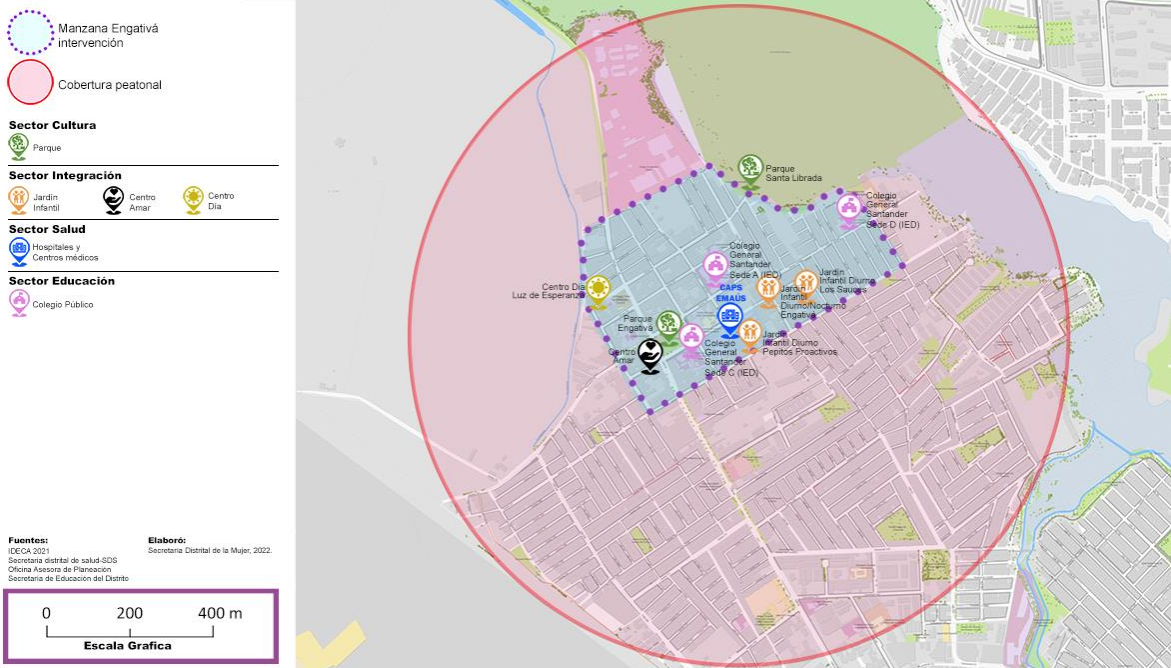 Manzana Engativá
intervención
Cobertura peatonal
Sector Cultura
Parque
Sector Integración
Jardín
Infantil
Centro
Amar
Centro
Día
Sector Salud
Hospitales y
Centros médicos
Sector Educación
Colegio Público
Fuentes:
IDECA 2021
Secretaria distrital de salud-SDS
Oficina Asesora de Planeación
Secretaria de Educación del Distrito
Elaboró:
Secretaria Distrital de la Mujer, 2022.
0 200 400 m
Escala Grafica
Parque
Santa Librada
Colegio
General
Santander
Sede D (IED)
Colegio
General
Santander
Sede A (IED)
Jardín
Infantil Diurno
Los Sauces
Centro Día
Luz de Esperanza
CAPS
EMAÚS
Jardín
Infantil
Diurno/Nocturno
Engativá
Parque
Engativá
Centro
Amar
Colegio
General
Santander
Sede C (IED)
Jardín
Infantil Diurno
Pepitos Proactivos